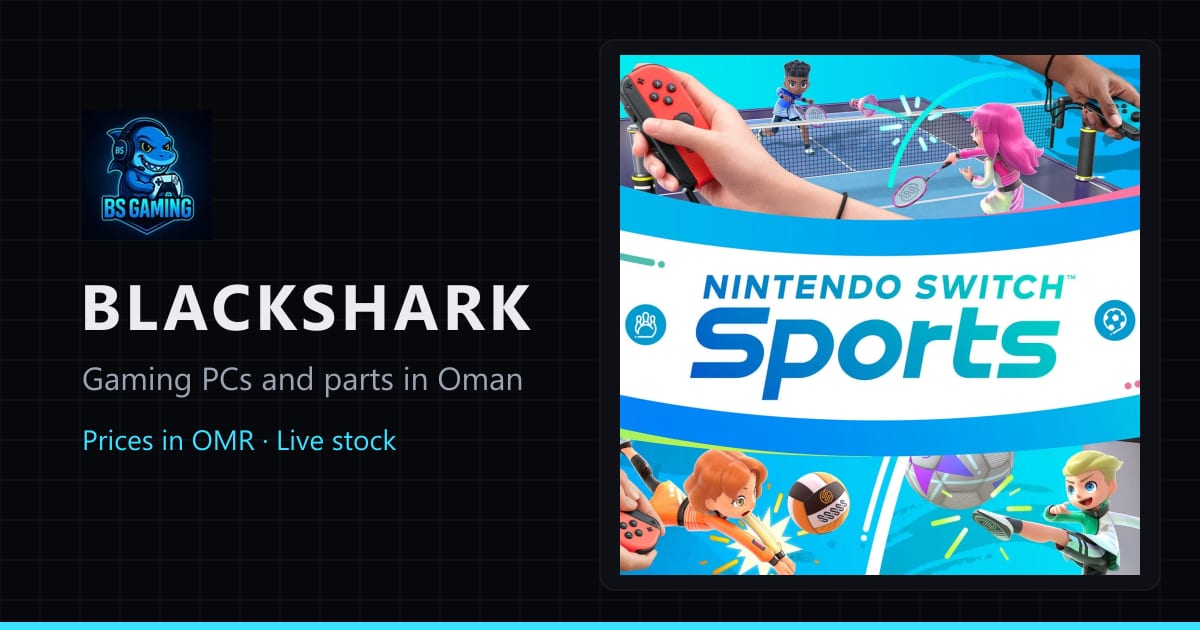 BS
BS GAMING
BLACKSHARK
Gaming PCs and parts in Oman
Prices in OMR · Live stock
NINTENDO SWITCH™
Sports